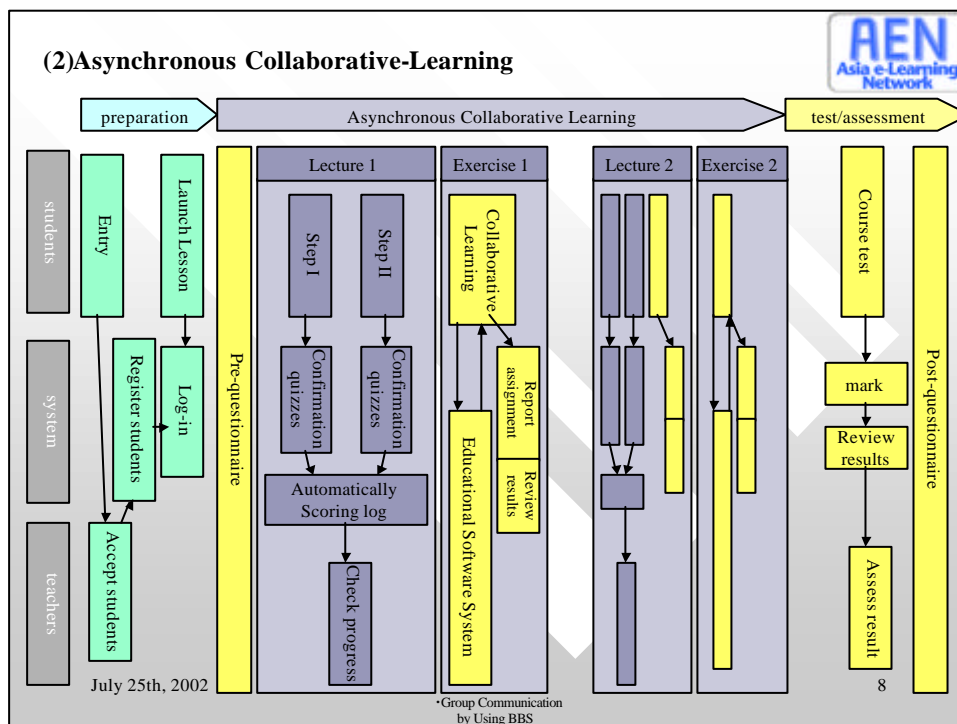 (2)Asynchronous Collaborative-Learning
AEN
Asia e-Learning
Network
preparation
Asynchronous Collaborative Learning
test/assessment
students
system
teachers
Entry
Launch Lesson
Register students
Log-in
Accept students
Pre-questionnaire
Lecture 1
Step I
Step II
Confirmation
quizzes
Confirmation
quizzes
Automatically
Scoring log
Check progress
Exercise 1
Collaborative
Learning
Report
assignment
Review
results
Educational Software System
Lecture 2
Exercise 2
Course test
mark
Review
results
Assess result
Post-questionnaire
July 25th, 2002
・Group Communication
by Using BBS
8